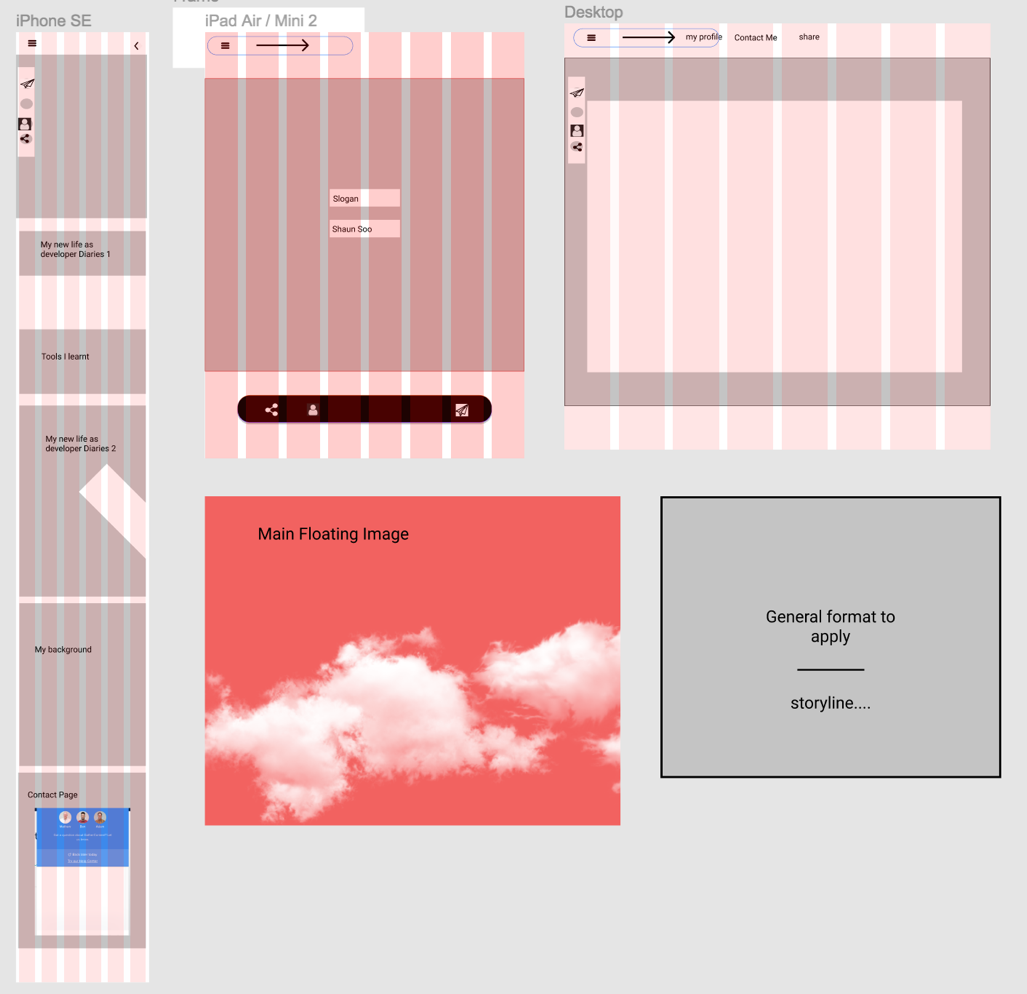 iPhone SE
iPad Air / Mini 2
Desktop
my profile
Contact Me
share
Slogan
Shaun Soo
My new life as
developer Diaries 1
Tools I learnt
My new life as
developer Diaries 2
My background
Contact Page
Main Floating Image
General format to
apply
storyline....